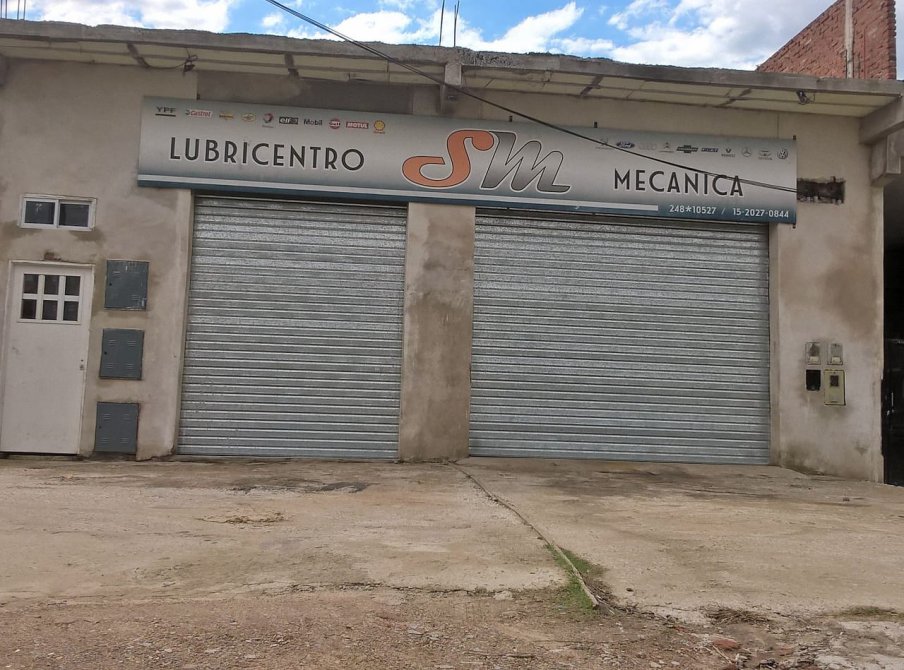 YPF Castrol elf Mobil MOTUL
LUBRICENTRO
SM
MECANICA
248*10527 / 15-2027-0844